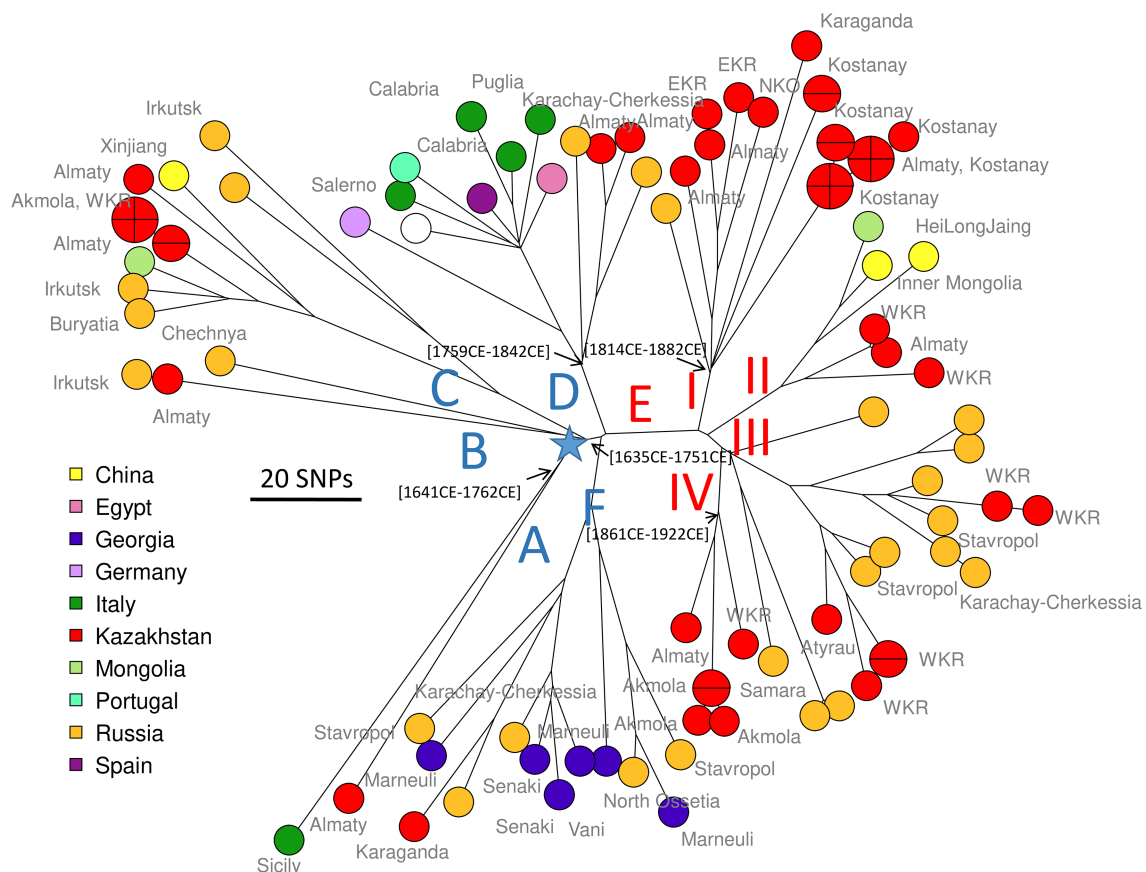 Karaganda
EKR
Kostanay
Puglia
EKR
NKO
Calabria
Irkutsk
Karachay-Cherkessia
Kostanay
Almaty
Almaty
Kostanay
Xinjiang
Calabria
Almaty
Almaty, Kostanay
Almaty
Salerno
Almaty
Kostanay
Akmola, WKR
HeiLongJaing
Almaty
Inner Mongolia
Irkutsk
WKR
Buryatia
Chechnya
Almaty
[1759CE-1842CE]
[1814CE-1882CE]
WKR
Irkutsk
C
D
E
I
II
Almaty
III
B
[1635CE-1751CE]
20 SNPs
[1641CE-1762CE]
IV
F
[1861CE-1922CE]
A
WKR
WKR
Stavropol
Stavropol
Karachay-Cherkessia
China
Egypt
Georgia
Germany
Italy
Kazakhstan
Mongolia
Portugal
Russia
Spain
WKR
Almaty
Atyrau
WKR
Akmola
Samara
WKR
Karachay-Cherkessia
Stavropol
Marneuli
Akmola
Akmola
Marneuli
Stavropol
Senaki
North Ossetia
Almaty
Senaki
Vani
Marneuli
Karaganda
Sicily